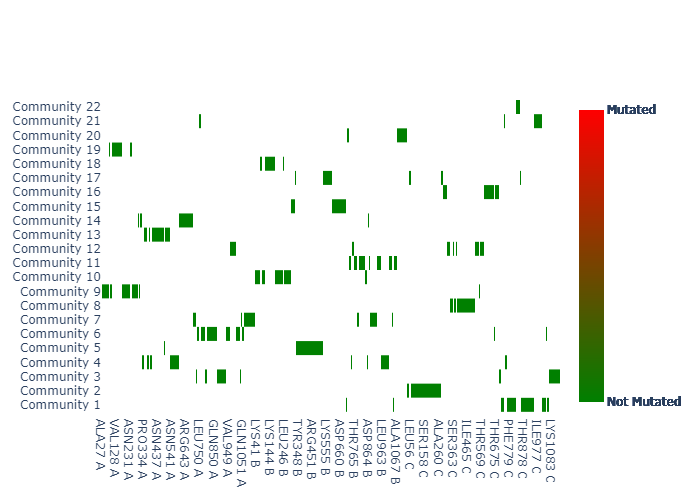 Community 22
Community 21
Community 20
Community 19
Community 18
Community 17
Community 16
Community 15
Community 14
Community 13
Community 12
Community 11
Community 10
Community 9
Community 8
Community 7
Community 6
Community 5
Community 4
Community 3
Community 2
Community 1
Mutated
Not Mutated
ALA27 A
VAL128 A
ASN231 A
PRO334 A
ASN437 A
ASN541 A
ARG643 A
LEU750 A
GLN850 A
VAL949 A
GLN1051 A
LYS41 B
LYS144 B
LEU246 B
TYR348 B
ARG451 B
LYS555 B
ASP660 B
THR765 B
ASP864 B
LEU963 B
ALA1067 B
LEU56 C
SER158 C
ALA260 C
SER363 C
ILE465 C
THR569 C
THR675 C
PHE779 C
THR878 C
ILE977 C
LYS1083 C